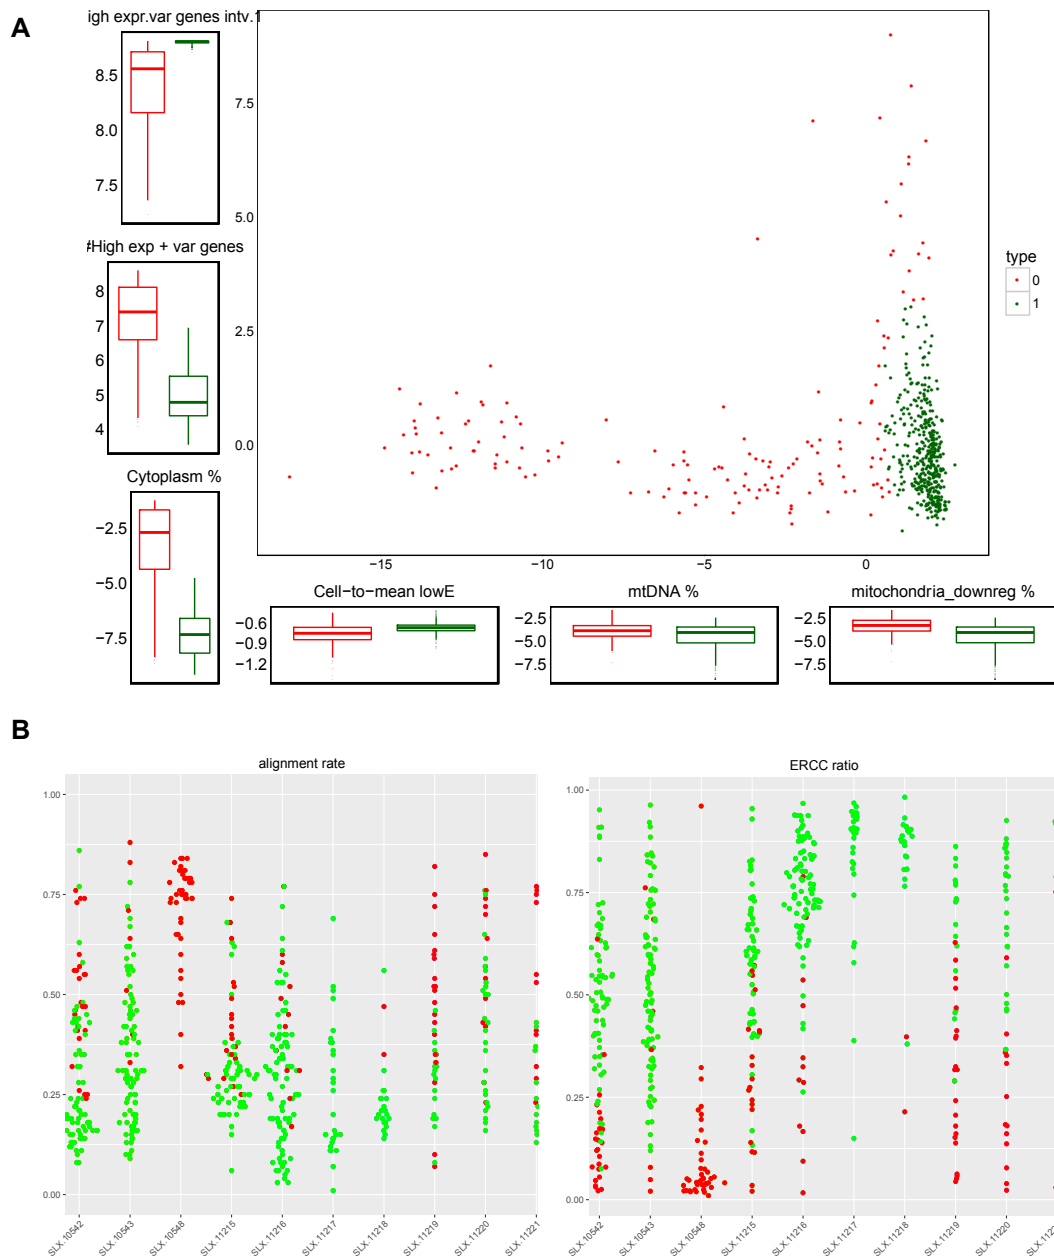 A
igh expr.var genes intv.1
8.5
8.0
7.5
#High exp + var genes
8
7
6
5
4
Cytoplasm %
−2.5
−5.0
−7.5
7.5
5.0
2.5
0.0
−15
−10
−5
0
type
0
1
Cell−to−mean lowE
−0.6
−0.9
−1.2
mtDNA %
−2.5
−5.0
−7.5
mitochondria_downreg %
−2.5
−5.0
−7.5
B
alignment rate
1.00
0.75
0.50
0.25
0.00
SLX.10542
SLX.10543
SLX.10548
SLX.11215
SLX.11216
SLX.11217
SLX.11218
SLX.11219
SLX.11220
SLX.11221
ERCC ratio
1.00
0.75
0.50
0.25
0.00
SLX.10542
SLX.10543
SLX.10548
SLX.11215
SLX.11216
SLX.11217
SLX.11218
SLX.11219
SLX.11220